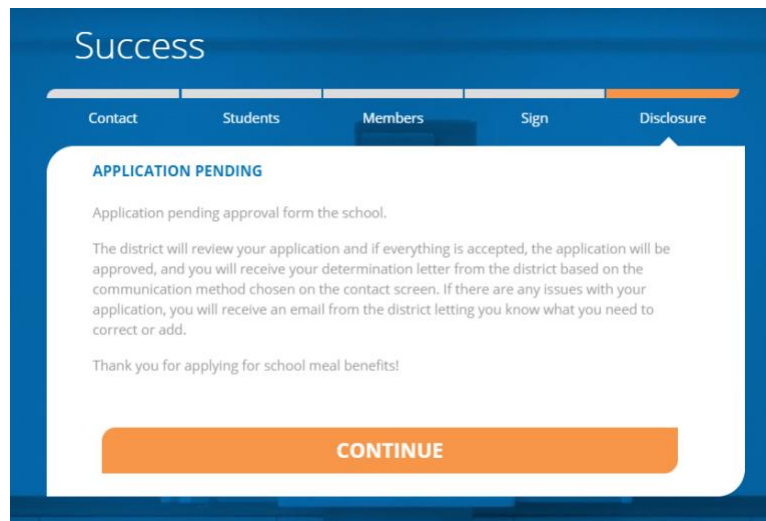 Success
Contact Students Members Sign Disclosure
APPLICATION PENDING
Application pending approval form the school.
The district will review your application and if everything is accepted, the application will be
approved, and you will receive your determination letter from the district based on the
communication method chosen on the contact screen. If there are any issues with your
application, you will receive an email from the district letting you know what you need to
correct or add.
Thank you for applying for school meal benefits!
CONTINUE